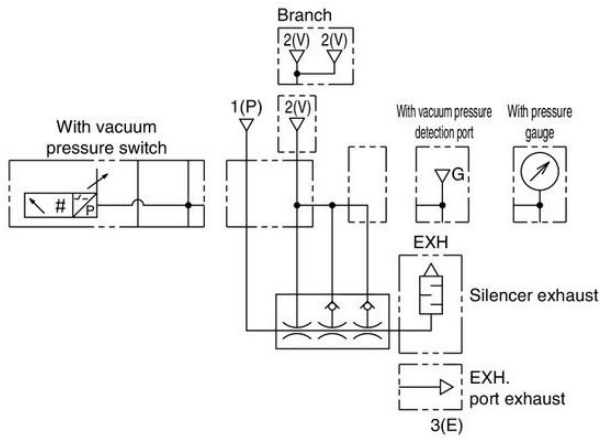 Branch
2(V) 2(V)
1(P)
2(V)
With vacuum
pressure switch
# P
With vacuum pressure
detection port
G
With pressure
gauge
EXH
Silencer exhaust
EXH.
port exhaust
3(E)